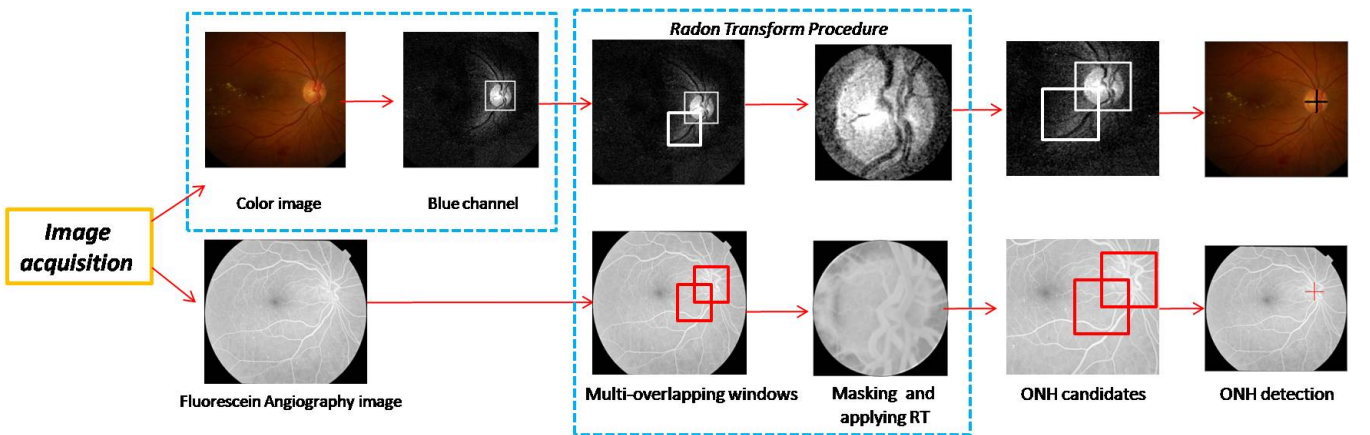 Radon Transform Procedure
Color image
Blue channel
Image
acquisition
Fluorescein Angiography image
Multi-overlapping windows
Masking and
applying RT
ONH candidates
ONH detection